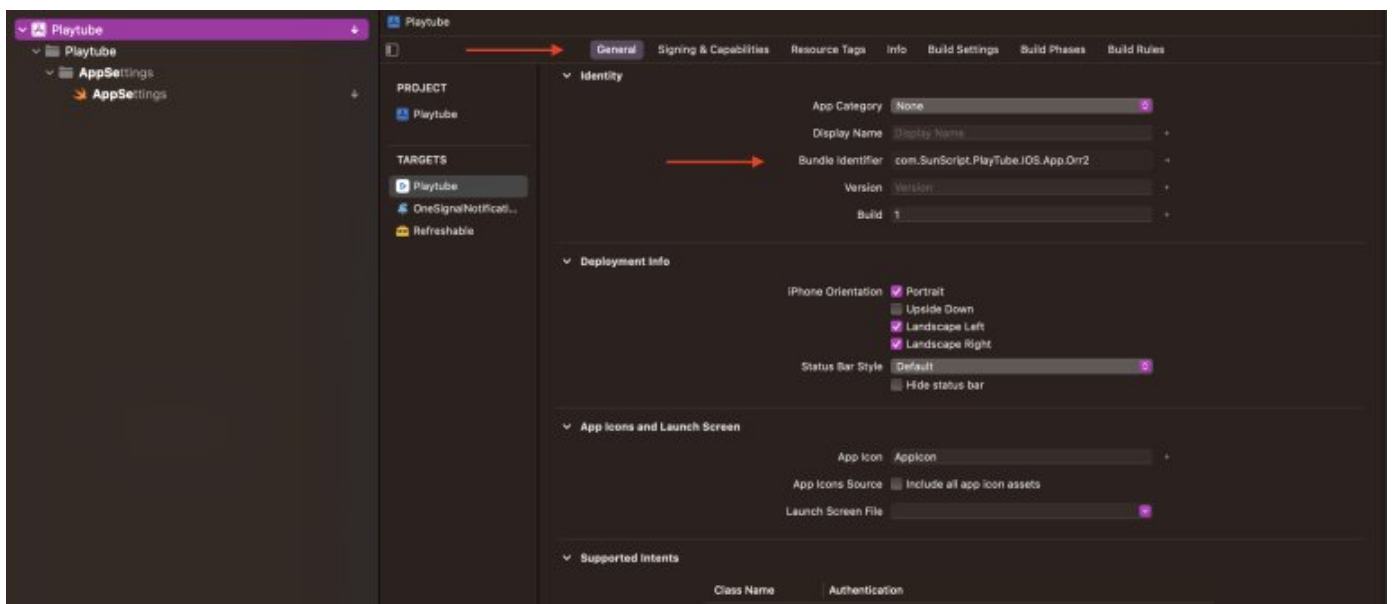 Playtube
Playtube
AppSettings
AppSettings
Playtube
General Signing & Capabilities Resource Tags Info Build Settings Build Phases Build Rules
PROJECT
Playtube
TARGETS
Playtube
OneSignalNotificati...
Refreshable
Identity
App Category None
Display Name Display Name
Bundle Identifier com.SunScript.PlayTube.IOS.App.Orr2
Version Version
Build 1
Deployment Info
iPhone Orientation Portrait
Upside Down
Landscape Left
Landscape Right
Status Bar Style Default
Hide status bar
App Icons and Launch Screen
App Icon AppIcon
App Icons Source Include all app icon assets
Launch Screen File
Supported Intents
Class Name Authentication